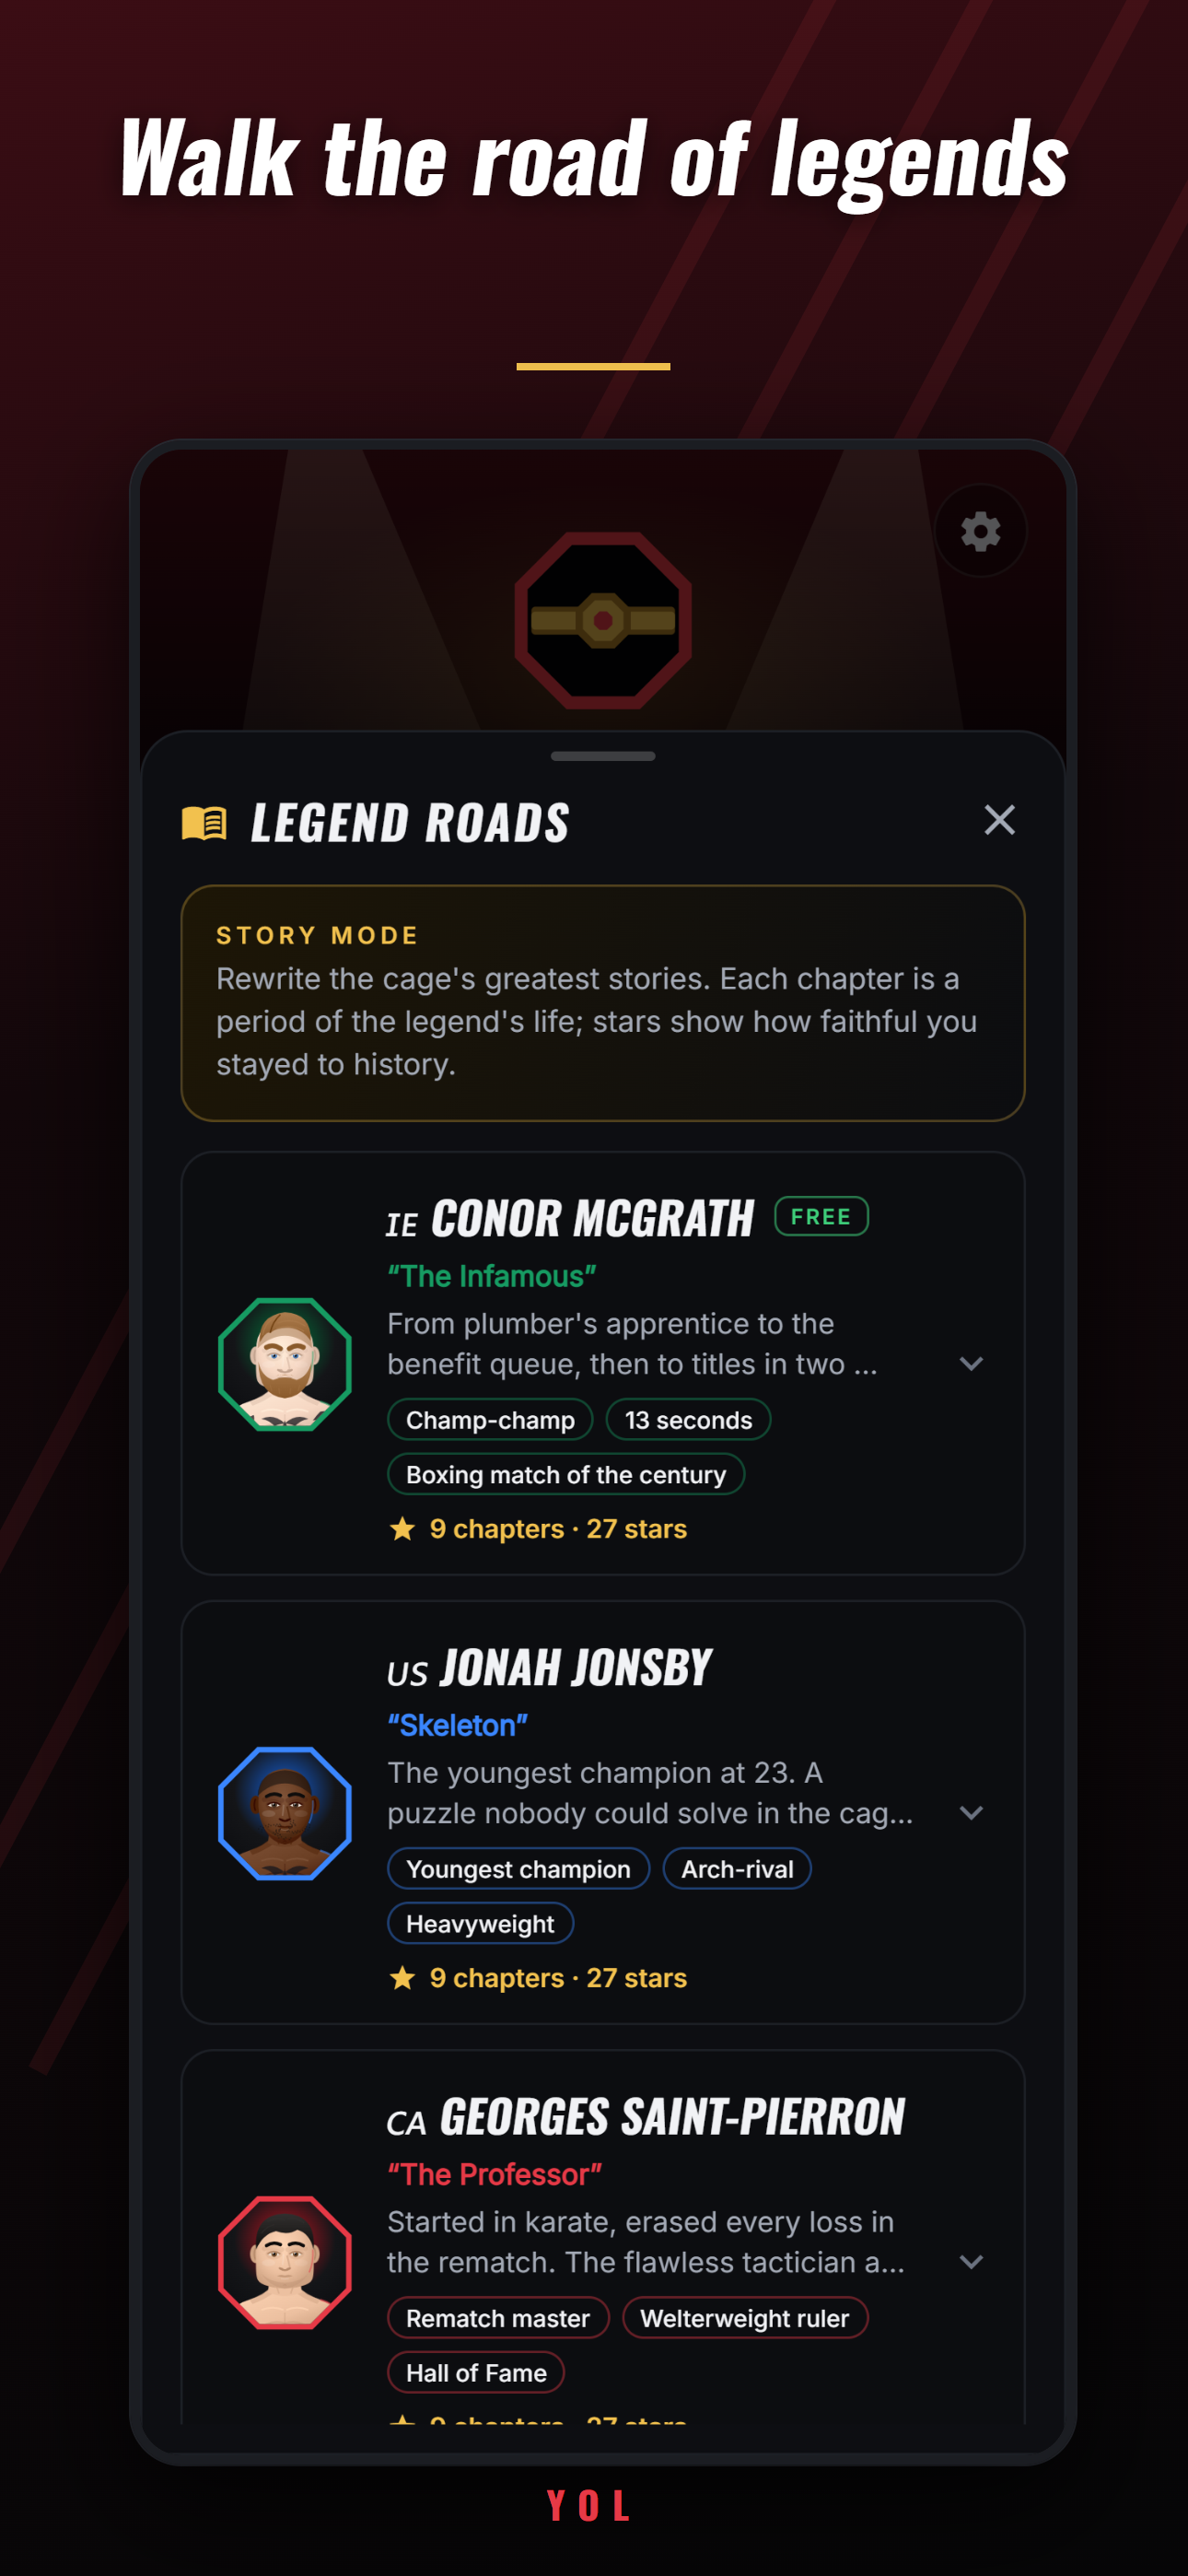 Walk the road of legends
LEGEND ROADS
STORY MODE
Rewrite the cage's greatest stories. Each chapter is a
period of the legend's life; stars show how faithful you
stayed to history.
IE CONOR MCGRATH FREE
“The Infamous”
From plumber's apprentice to the
benefit queue, then to titles in two ...
Champ-champ 13 seconds
Boxing match of the century
9 chapters · 27 stars
US JONAH JONSBY
“Skeleton”
The youngest champion at 23. A
puzzle nobody could solve in the cag...
Youngest champion Arch-rival
Heavyweight
9 chapters · 27 stars
CA GEORGES SAINT-PIERRON
“The Professor”
Started in karate, erased every loss in
the rematch. The flawless tactician a...
Rematch master Welterweight ruler
Hall of Fame
9 chapters · 27 stars
YOL